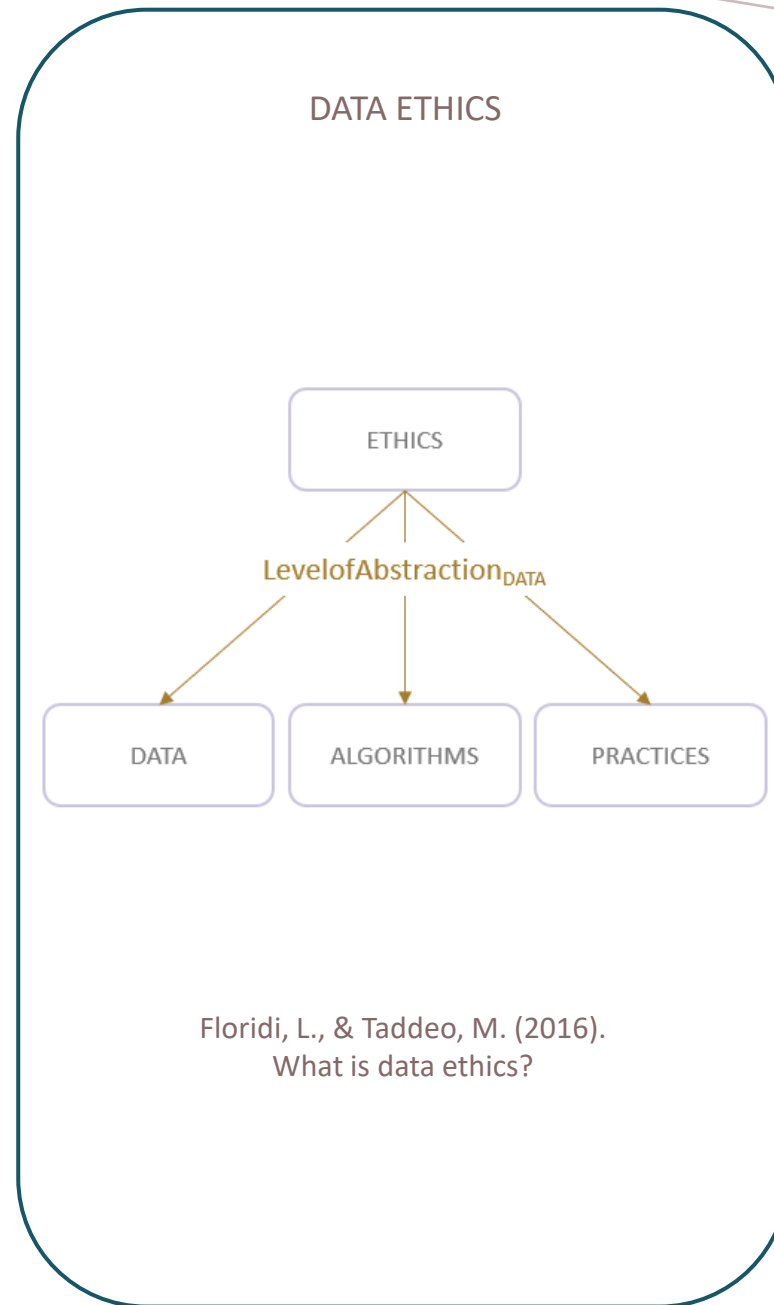 DATA ETHICS
ETHICS
LevelofAbstractionDATA
DATA
ALGORITHMS
PRACTICES
Floridi, L., & Taddeo, M. (2016).
What is data ethics?